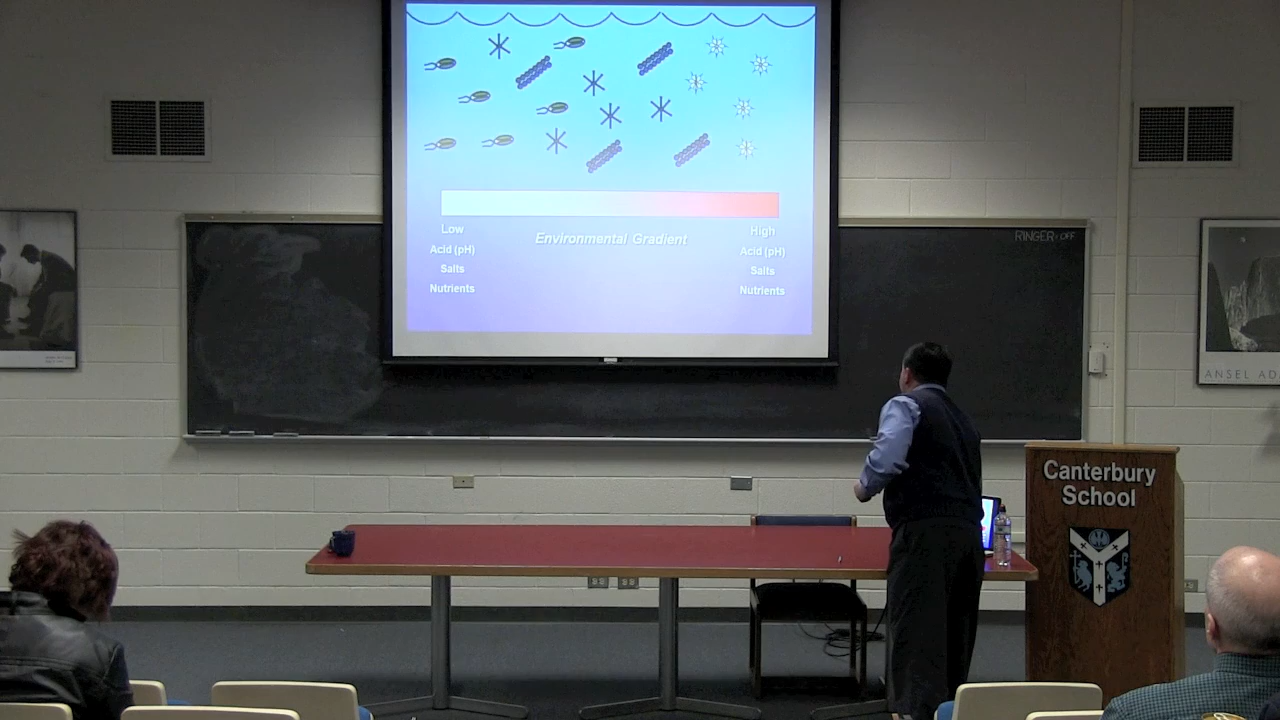 Low
High
Environmental Gradient
Acid (pH)
Acid (pH)
Salts
Salts
Nutrients
Nutrients
RINGER OFF
ANSEL AD
Canterbury
School